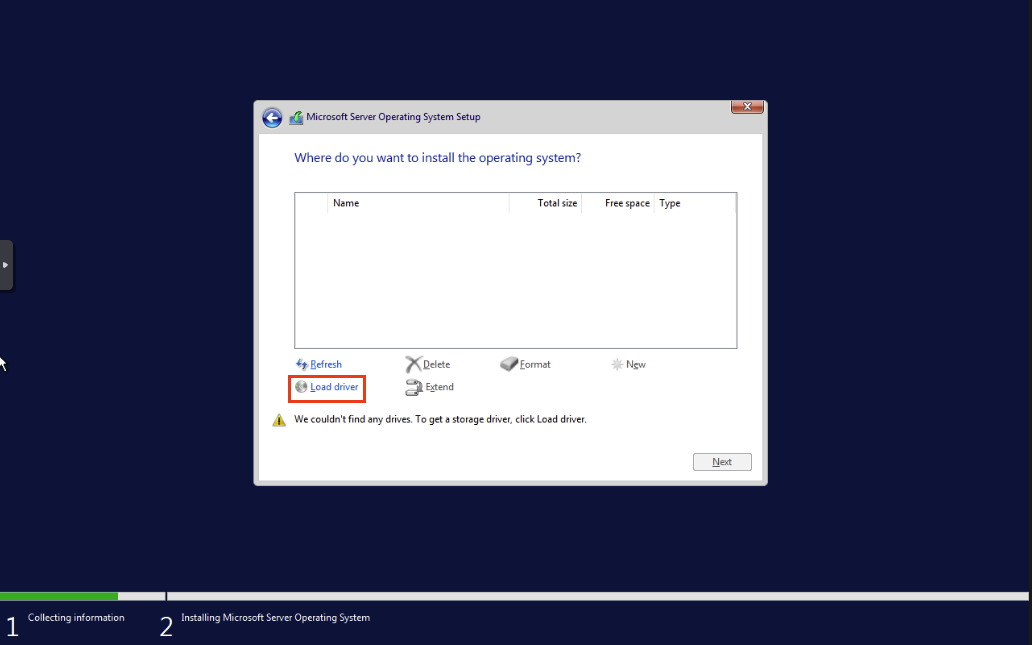 Microsoft Server Operating System Setup
Where do you want to install the operating system?
Name Total size Free space Type
Refresh Delete Format New
Load driver Extend
We couldn't find any drives. To get a storage driver, click Load driver.
Next
1 Collecting information 2 Installing Microsoft Server Operating System